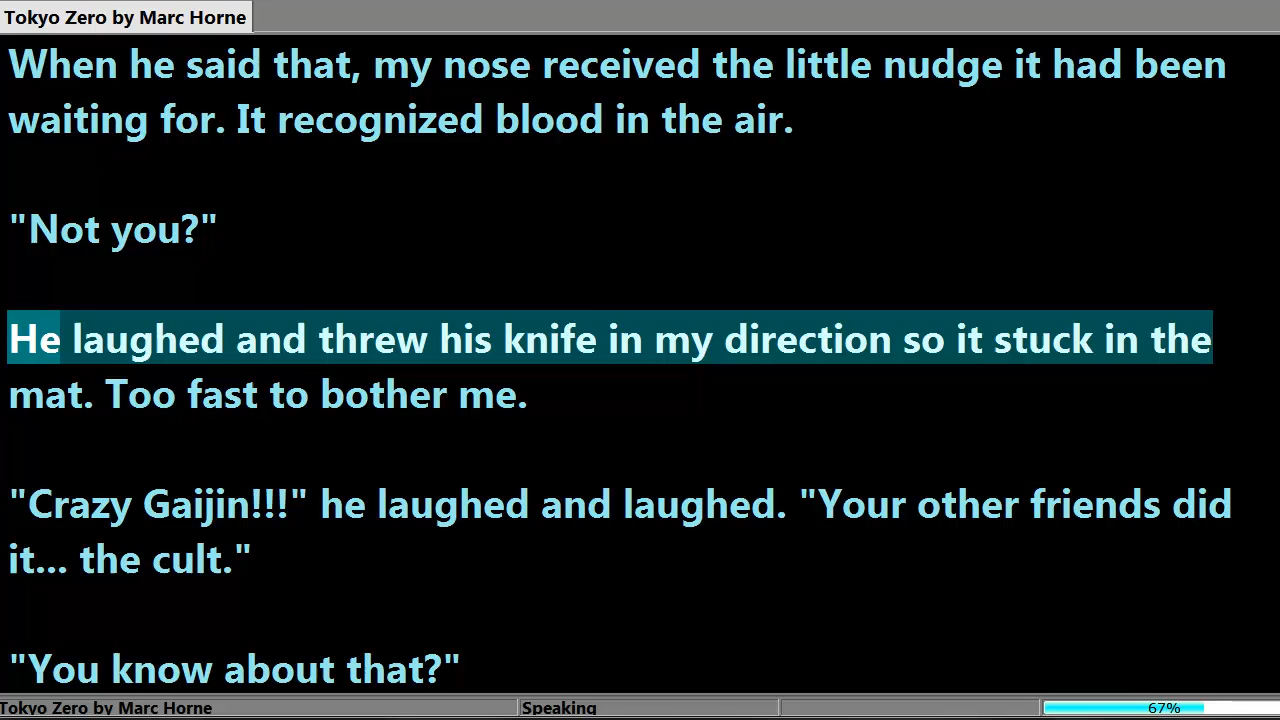 Tokyo Zero by Marc Horne
When he said that, my nose received the little nudge it had been
waiting for. It recognized blood in the air.
"Not you?"
He laughed and threw his knife in my direction so it stuck in the
mat. Too fast to bother me.
"Crazy Gaijin!!!" he laughed and laughed. "Your other friends did
it... the cult."
"You know about that?"
Tokyo Zero by Marc Horne Speaking 67%